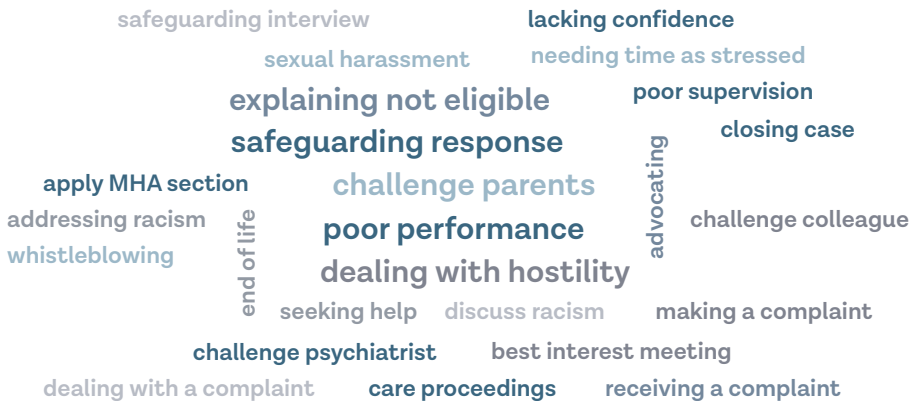 safeguarding interview
lacking confidence
sexual harassment
needing time as stressed
explaining not eligible
poor supervision
safeguarding response
closing case
advocating
apply MHA section
challenge parents
addressing racism
end of life
poor performance
challenge colleague
whistleblowing
dealing with hostility
seeking help
discuss racism
making a complaint
challenge psychiatrist
best interest meeting
dealing with a complaint
care proceedings
receiving a complaint